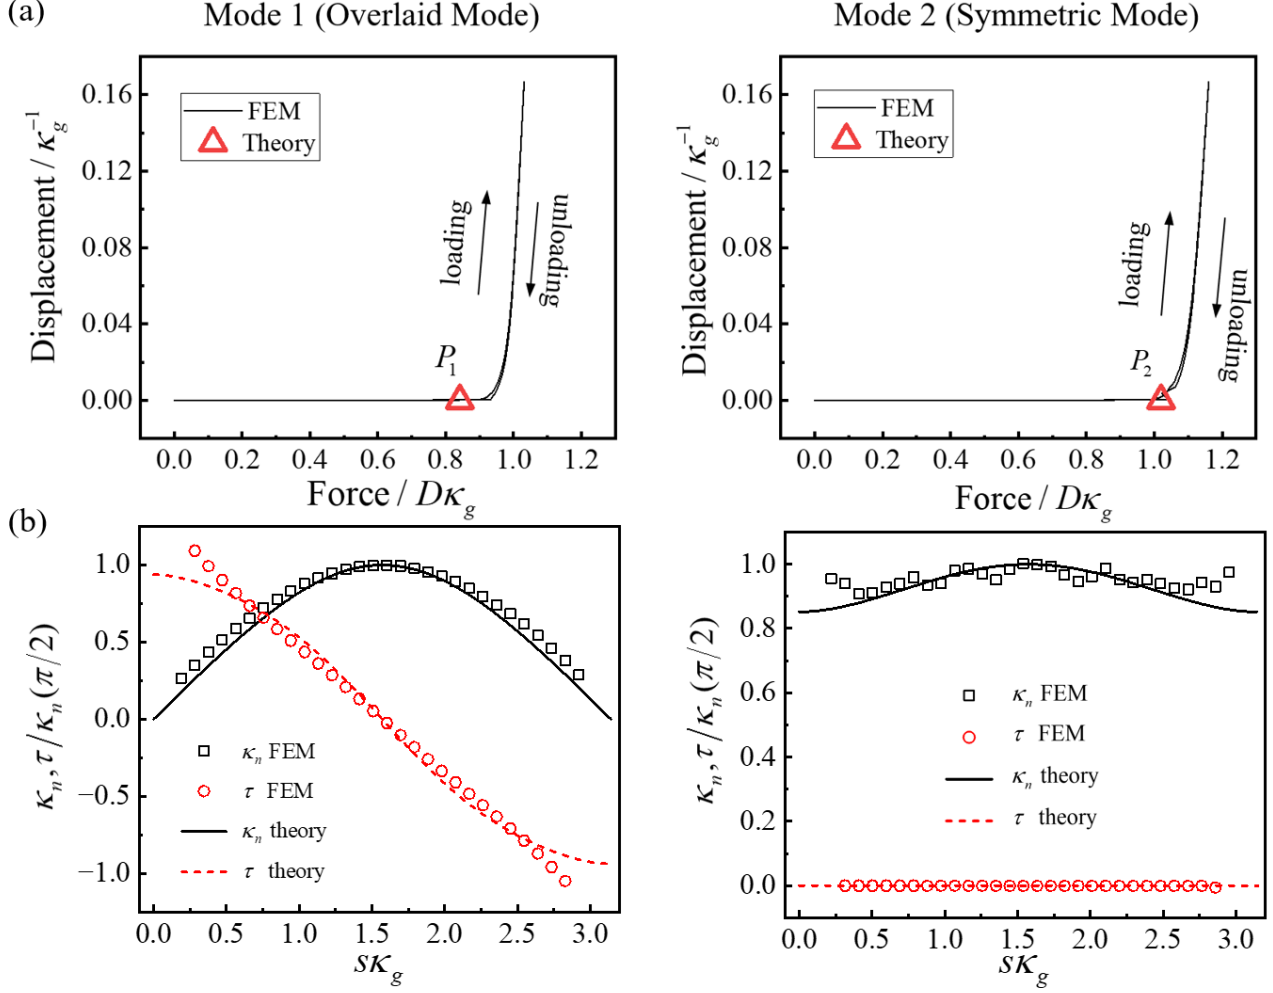 (a)
Mode 1 (Overlaid Mode)
Displacement / κ_g^{-1}
0.16
0.12
0.08
0.04
0.00
FEM
Theory
loading
unloading
P_1
0.0 0.2 0.4 0.6 0.8 1.0 1.2
Force / Dκ_g
Mode 2 (Symmetric Mode)
Displacement / κ_g^{-1}
0.16
0.12
0.08
0.04
0.00
FEM
Theory
loading
unloading
P_2
0.0 0.2 0.4 0.6 0.8 1.0 1.2
Force / Dκ_g
(b)
κ_n, τ/κ_n(π/2)
1.0
0.5
0.0
−0.5
−1.0
κ_n FEM
τ FEM
κ_n theory
τ theory
0.0 0.5 1.0 1.5 2.0 2.5 3.0
sκ_g
κ_n, τ/κ_n(π/2)
1.0
0.8
0.6
0.4
0.2
0.0
κ_n FEM
τ FEM
κ_n theory
τ theory
0.0 0.5 1.0 1.5 2.0 2.5 3.0
sκ_g